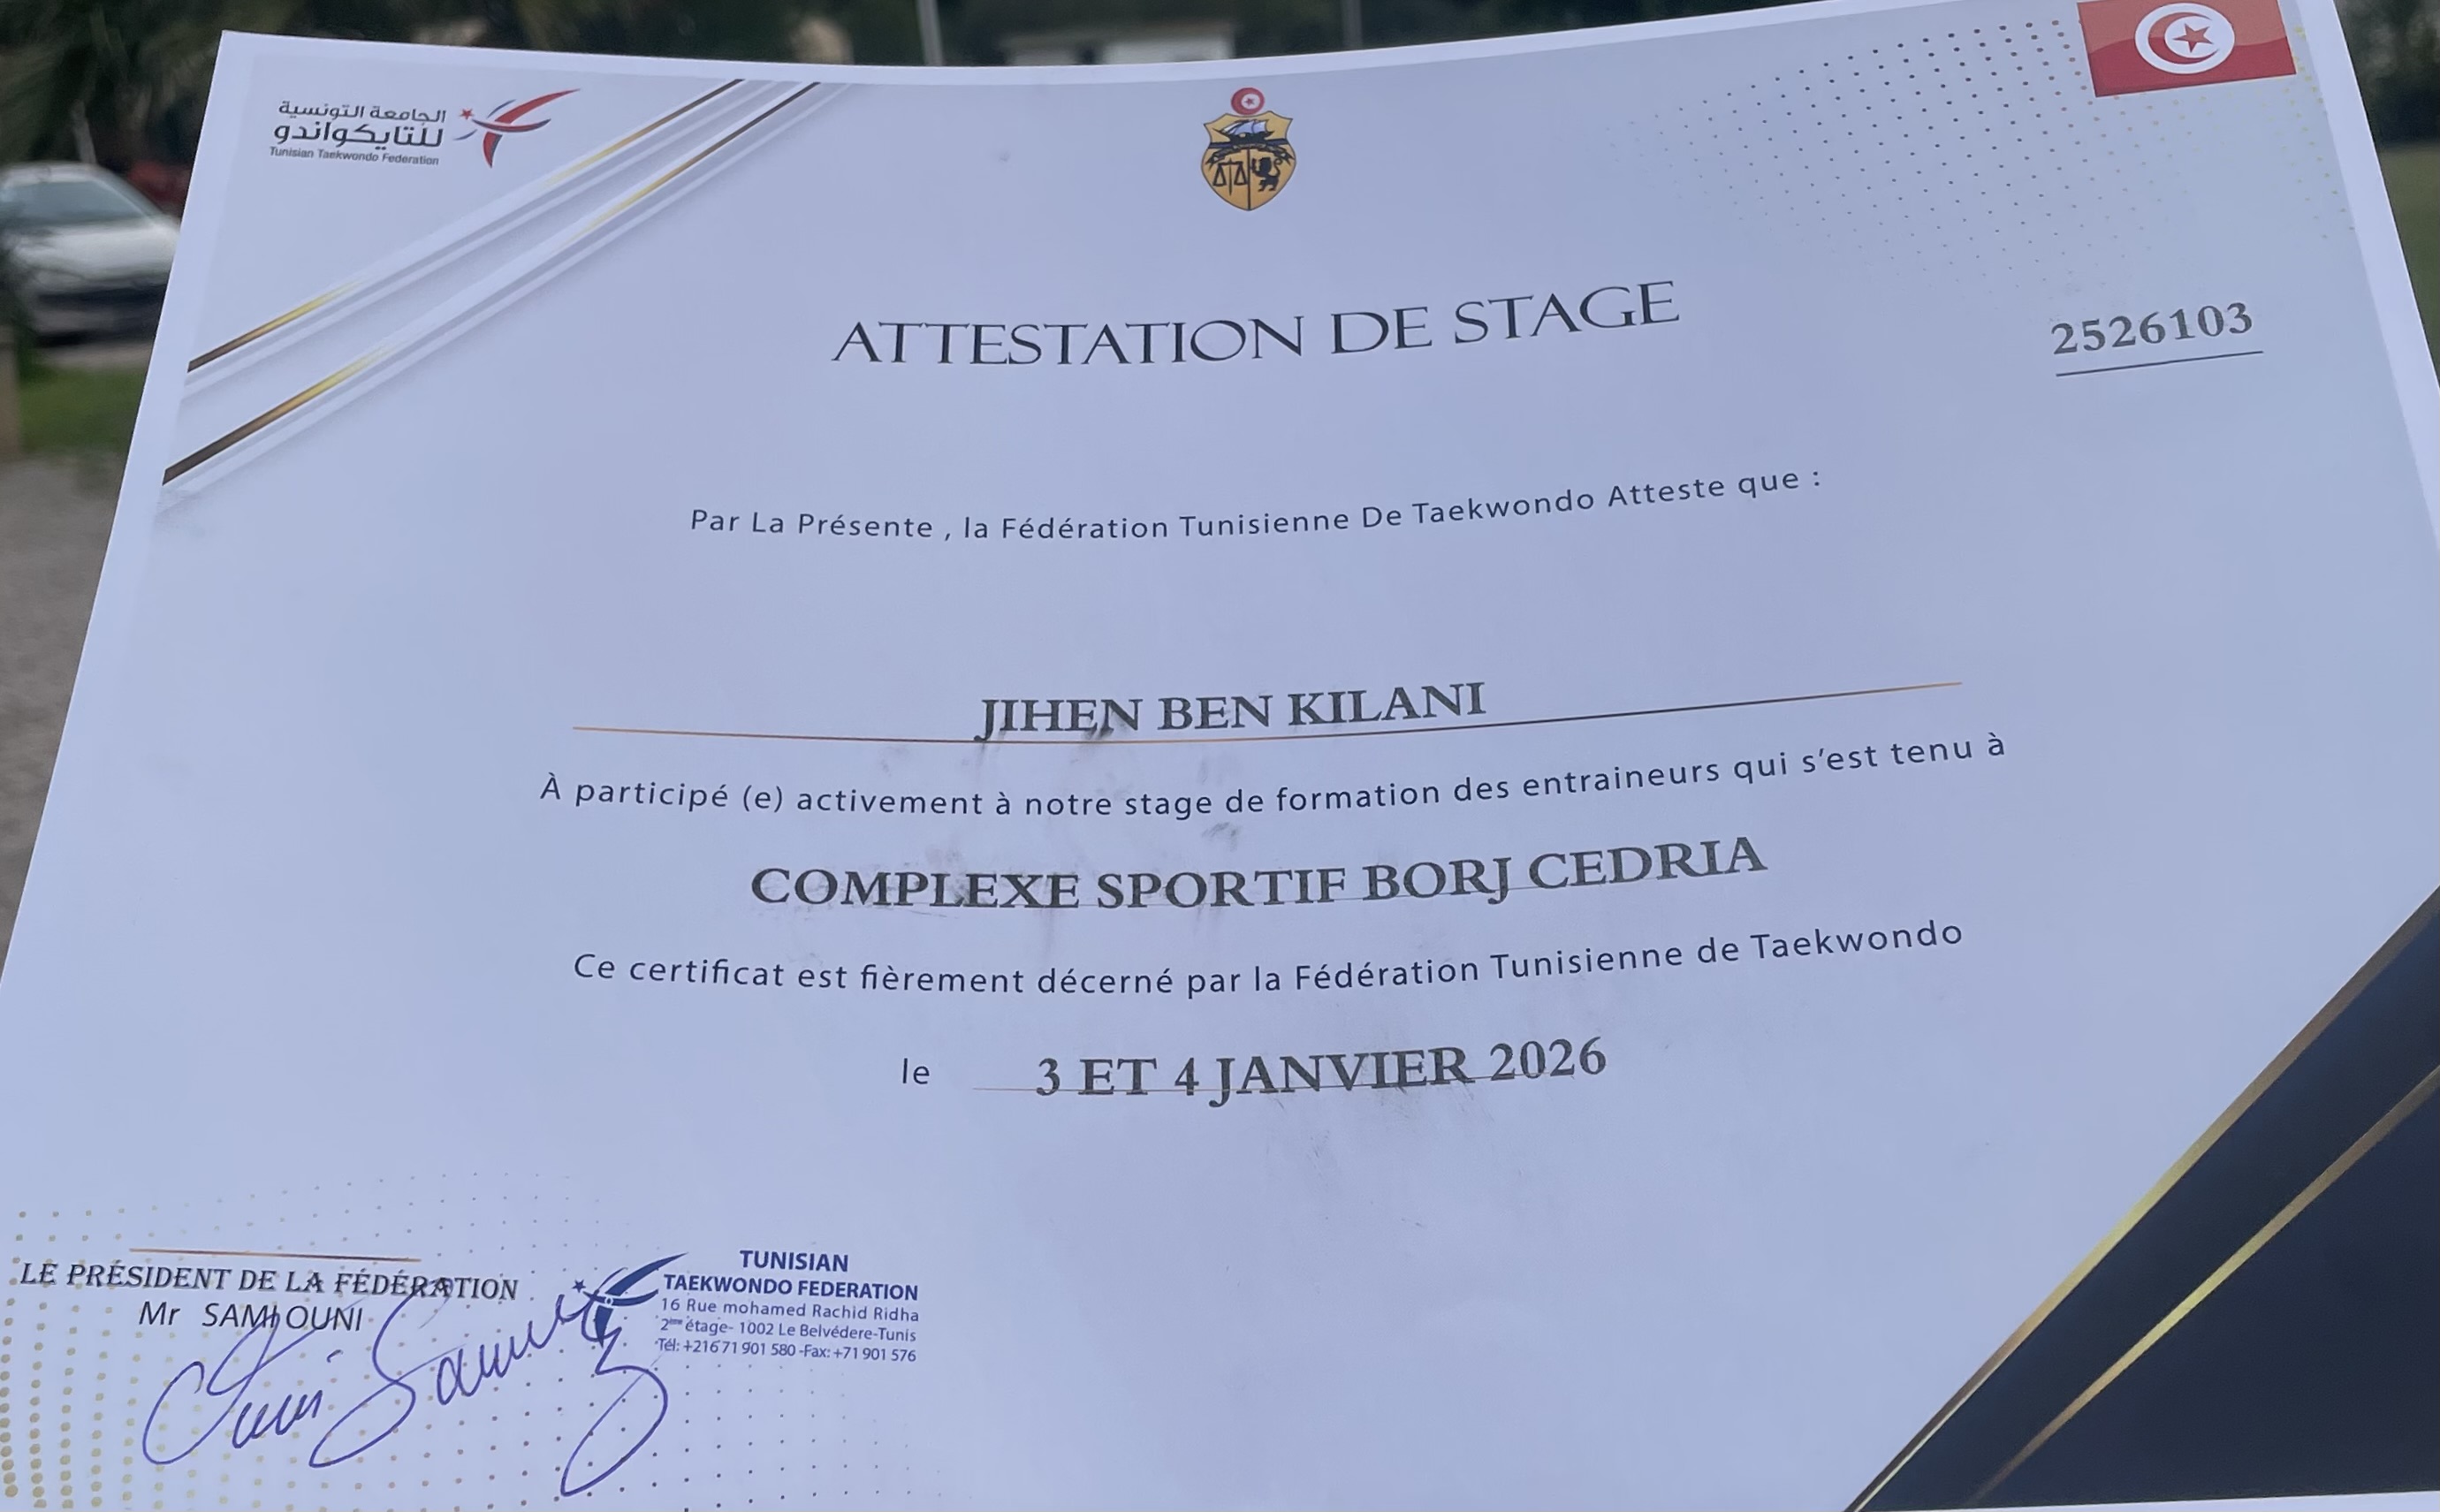 الجامعة التونسية
للتايكواندو
Tunisian Taekwondo Federation
ATTESTATION DE STAGE
2526103
Par La Présente , la Fédération Tunisienne De Taekwondo Atteste que :
JIHEN BEN KILANI
À participé (e) activement à notre stage de formation des entraineurs qui s’est tenu à
COMPLEXE SPORTIF BORJ CEDRIA
Ce certificat est fièrement décerné par la Fédération Tunisienne de Taekwondo
le 3 ET 4 JANVIER 2026
LE PRÉSIDENT DE LA FÉDÉRATION
Mr
TUNISIAN
TAEKWONDO FEDERATION
16 Rue mohamed Rachid Ridha
2ème étage- 1002 Le Belvédere-Tunis
Tél: +216 71 901 580 -Fax: +71 901 576